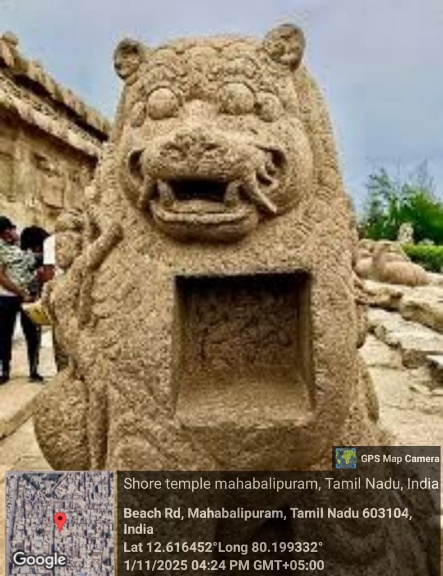 GPS Map Camera
Shore temple mahabalipuram, Tamil Nadu, India
Beach Rd, Mahabalipuram, Tamil Nadu 603104,
India
Lat 12.616452°Long 80.199332°
1/11/2025 04:24 PM GMT+05:00
Google